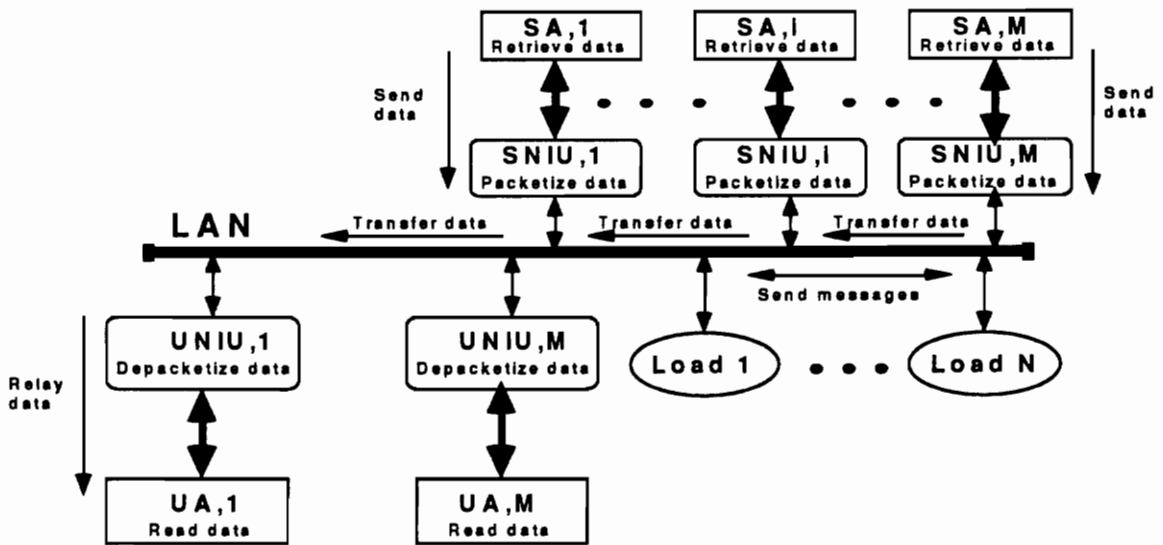 SA,1
Retrieve data
SA,i
Retrieve data
SA,M
Retrieve data
Send
data
Send
data
SNIU,1
Packetize data
SNIU,i
Packetize data
SNIU,M
Packetize data
LAN
Transfer data
Transfer data
Transfer data
Send messages
UNIU,1
Depacketize data
UNIU,M
Depacketize data
Load 1
Load N
Relay
data
UA,1
Read data
UA,M
Read data